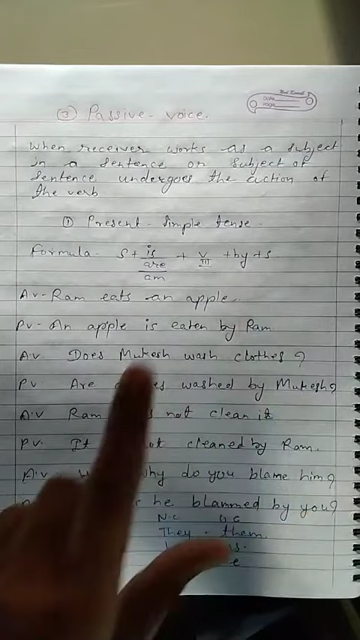 ③ Passive-voice.
When receiver works as a subject
in a sentence or subject of
sentence undergoes the action of
the verb
① Present-Simple tense-
Formula- S + is/are/am + V III + by + S
A.V- Ram eats an apple.
P.V- An apple is eaten by Ram
A.V Does Mukesh wash clothes?
P.V Are washed by Mukesh?
A.V Ram not clean it
P.V. It not cleaned by Ram.
A.V why do you blame him?
he blammed by you?
N.C O.C
They - them